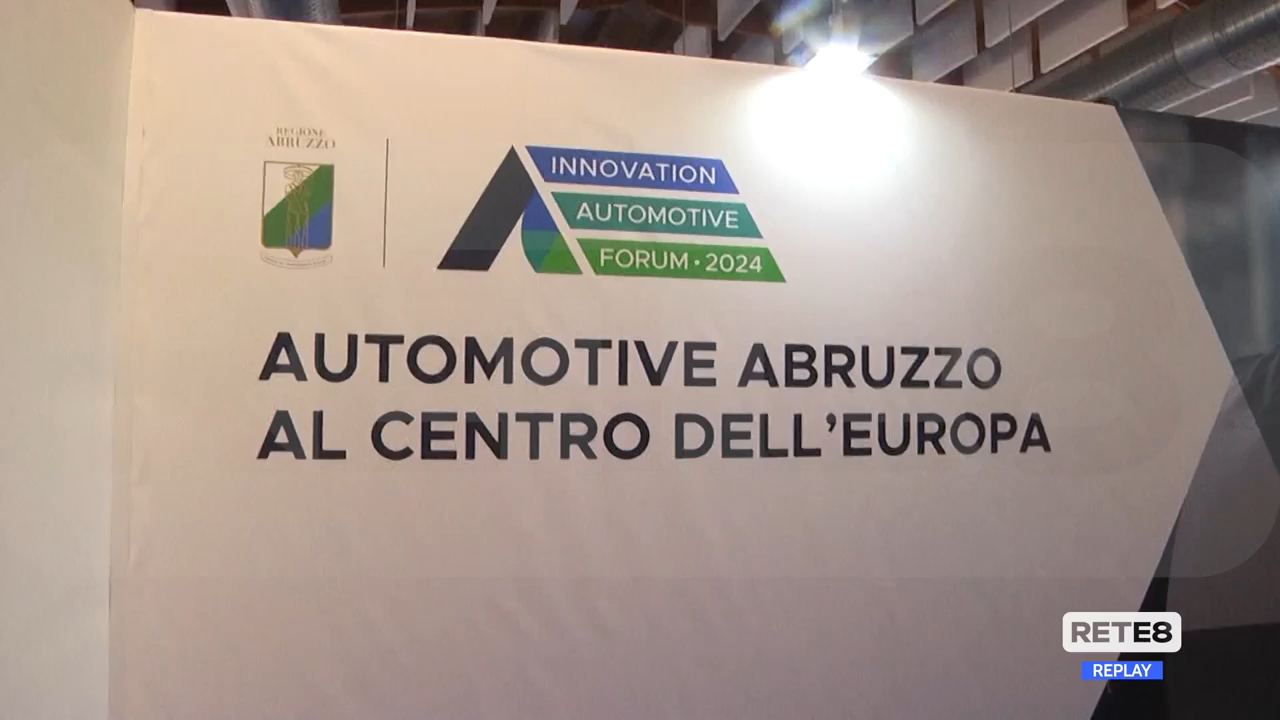 REGIONE
ABRUZZO
INNOVATION
AUTOMOTIVE
FORUM • 2024
AUTOMOTIVE ABRUZZO
AL CENTRO DELL'EUROPA
RETE8
REPLAY